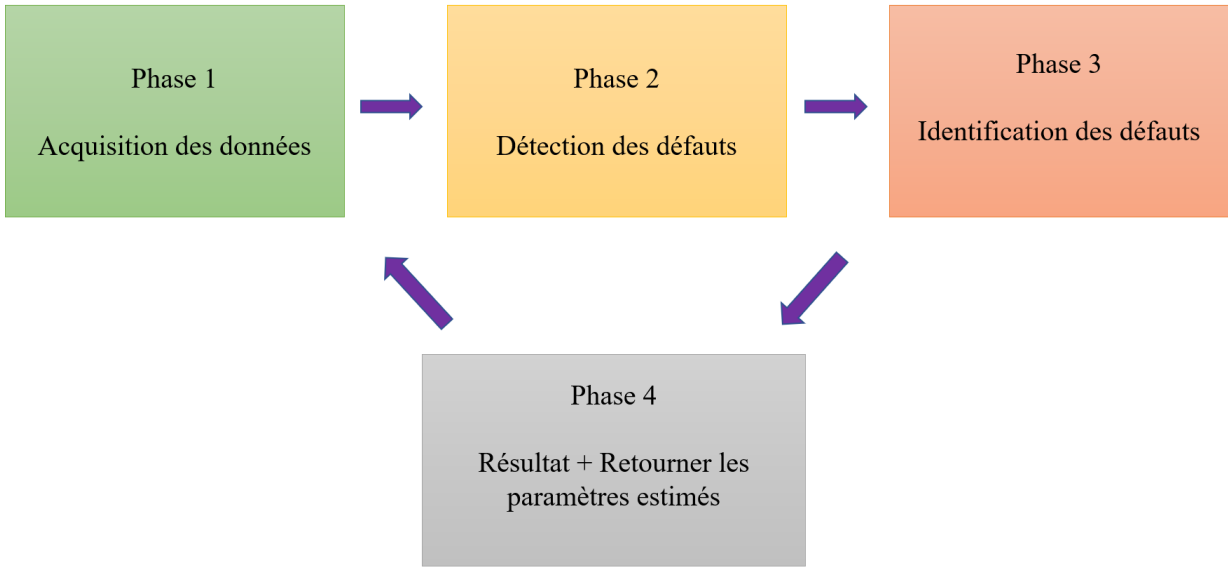 Phase 1
Acquisition des données
Phase 2
Détection des défauts
Phase 3
Identification des défauts
Phase 4
Résultat + Retourner les
paramètres estimés